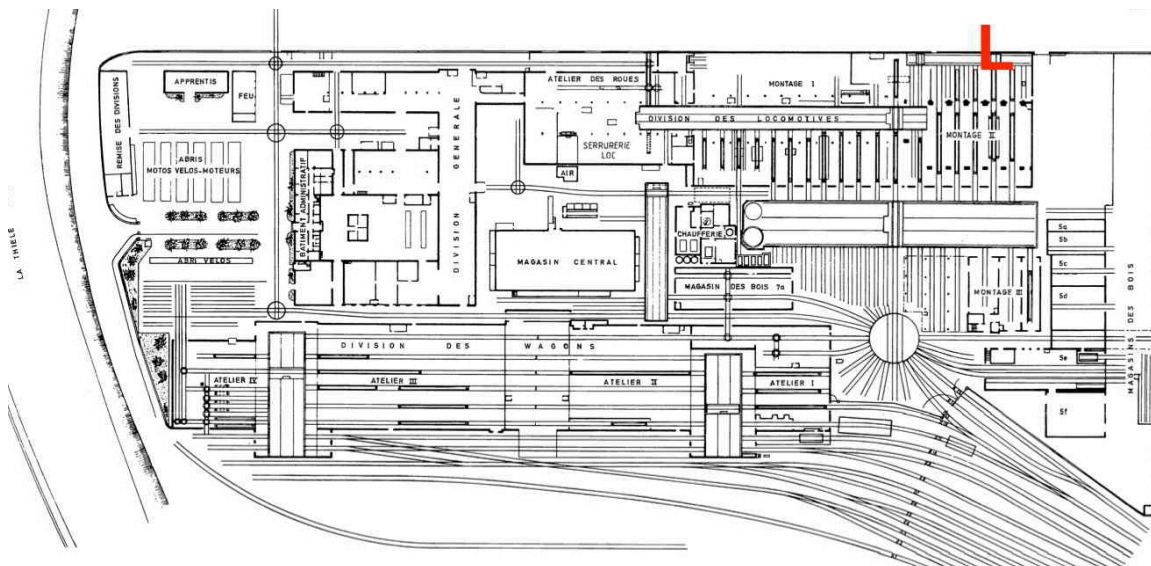 LA THIELE
REMISE DES DIVISIONS
APPRENTIS
FEU
ABRIS
MOTOS VELOS-MOTEURS
ABRI VELOS
BATIMENT ADMINISTRATIF
DIVISION GENERALE
ATELIER DES ROUES
SERRURERIE
LOC
AIR
MAGASIN CENTRAL
MONTAGE I
DIVISION DES LOCOMOTIVES
MONTAGE II
CHAUFFERIE
MAGASIN DES BOIS 7a
MONTAGE III
5a
5b
5c
5d
5e
5f
MAGASINS DES BOIS
DIVISION DES WAGONS
ATELIER IV
ATELIER III
ATELIER II
ATELIER I